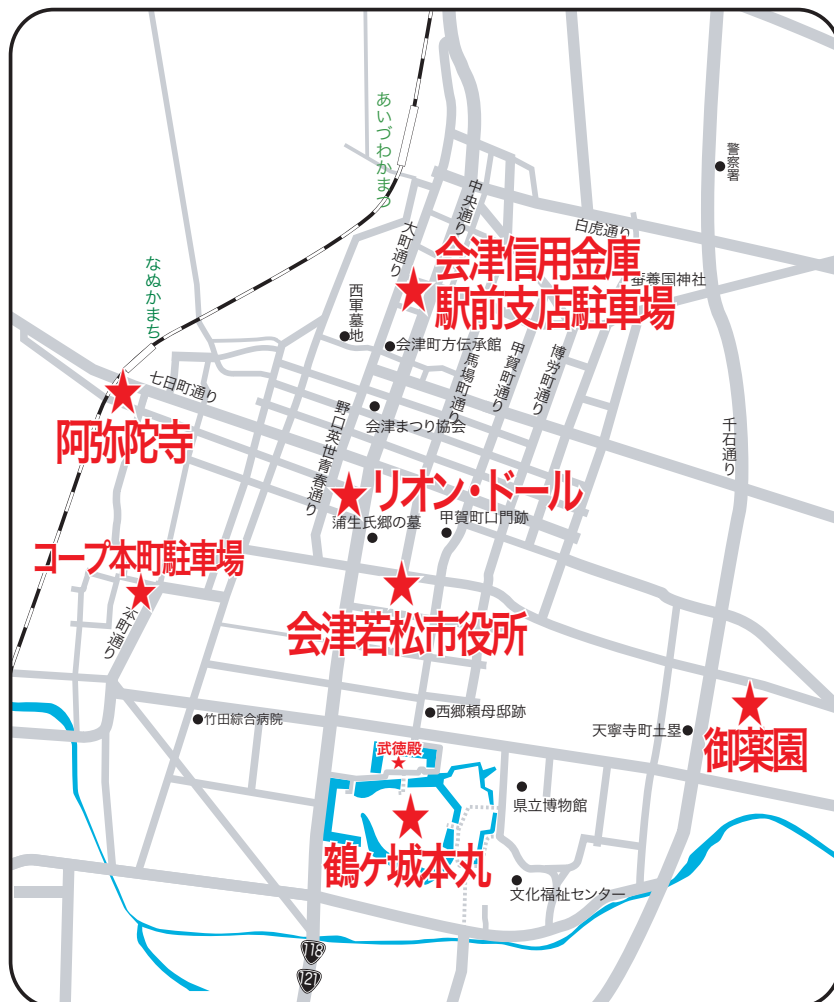 あいづわかまつ
警察署
中央通り
大町通り
白虎通り
会津信用金庫
駅前支店駐車場
蚕養国神社
なぬかまち
西軍墓地
会津町方伝承館
馬場町通り
甲賀町通り
博労町通り
七日町通り
阿弥陀寺
野口英世青春通り
会津まつり協会
千石通り
リオン・ドール
蒲生氏郷の墓
甲賀町口門跡
コープ本町駐車場
本町通り
会津若松市役所
竹田綜合病院
西郷頼母邸跡
天寧寺町土塁
御薬園
武徳殿
県立博物館
鶴ヶ城本丸
文化福祉センター
118
121